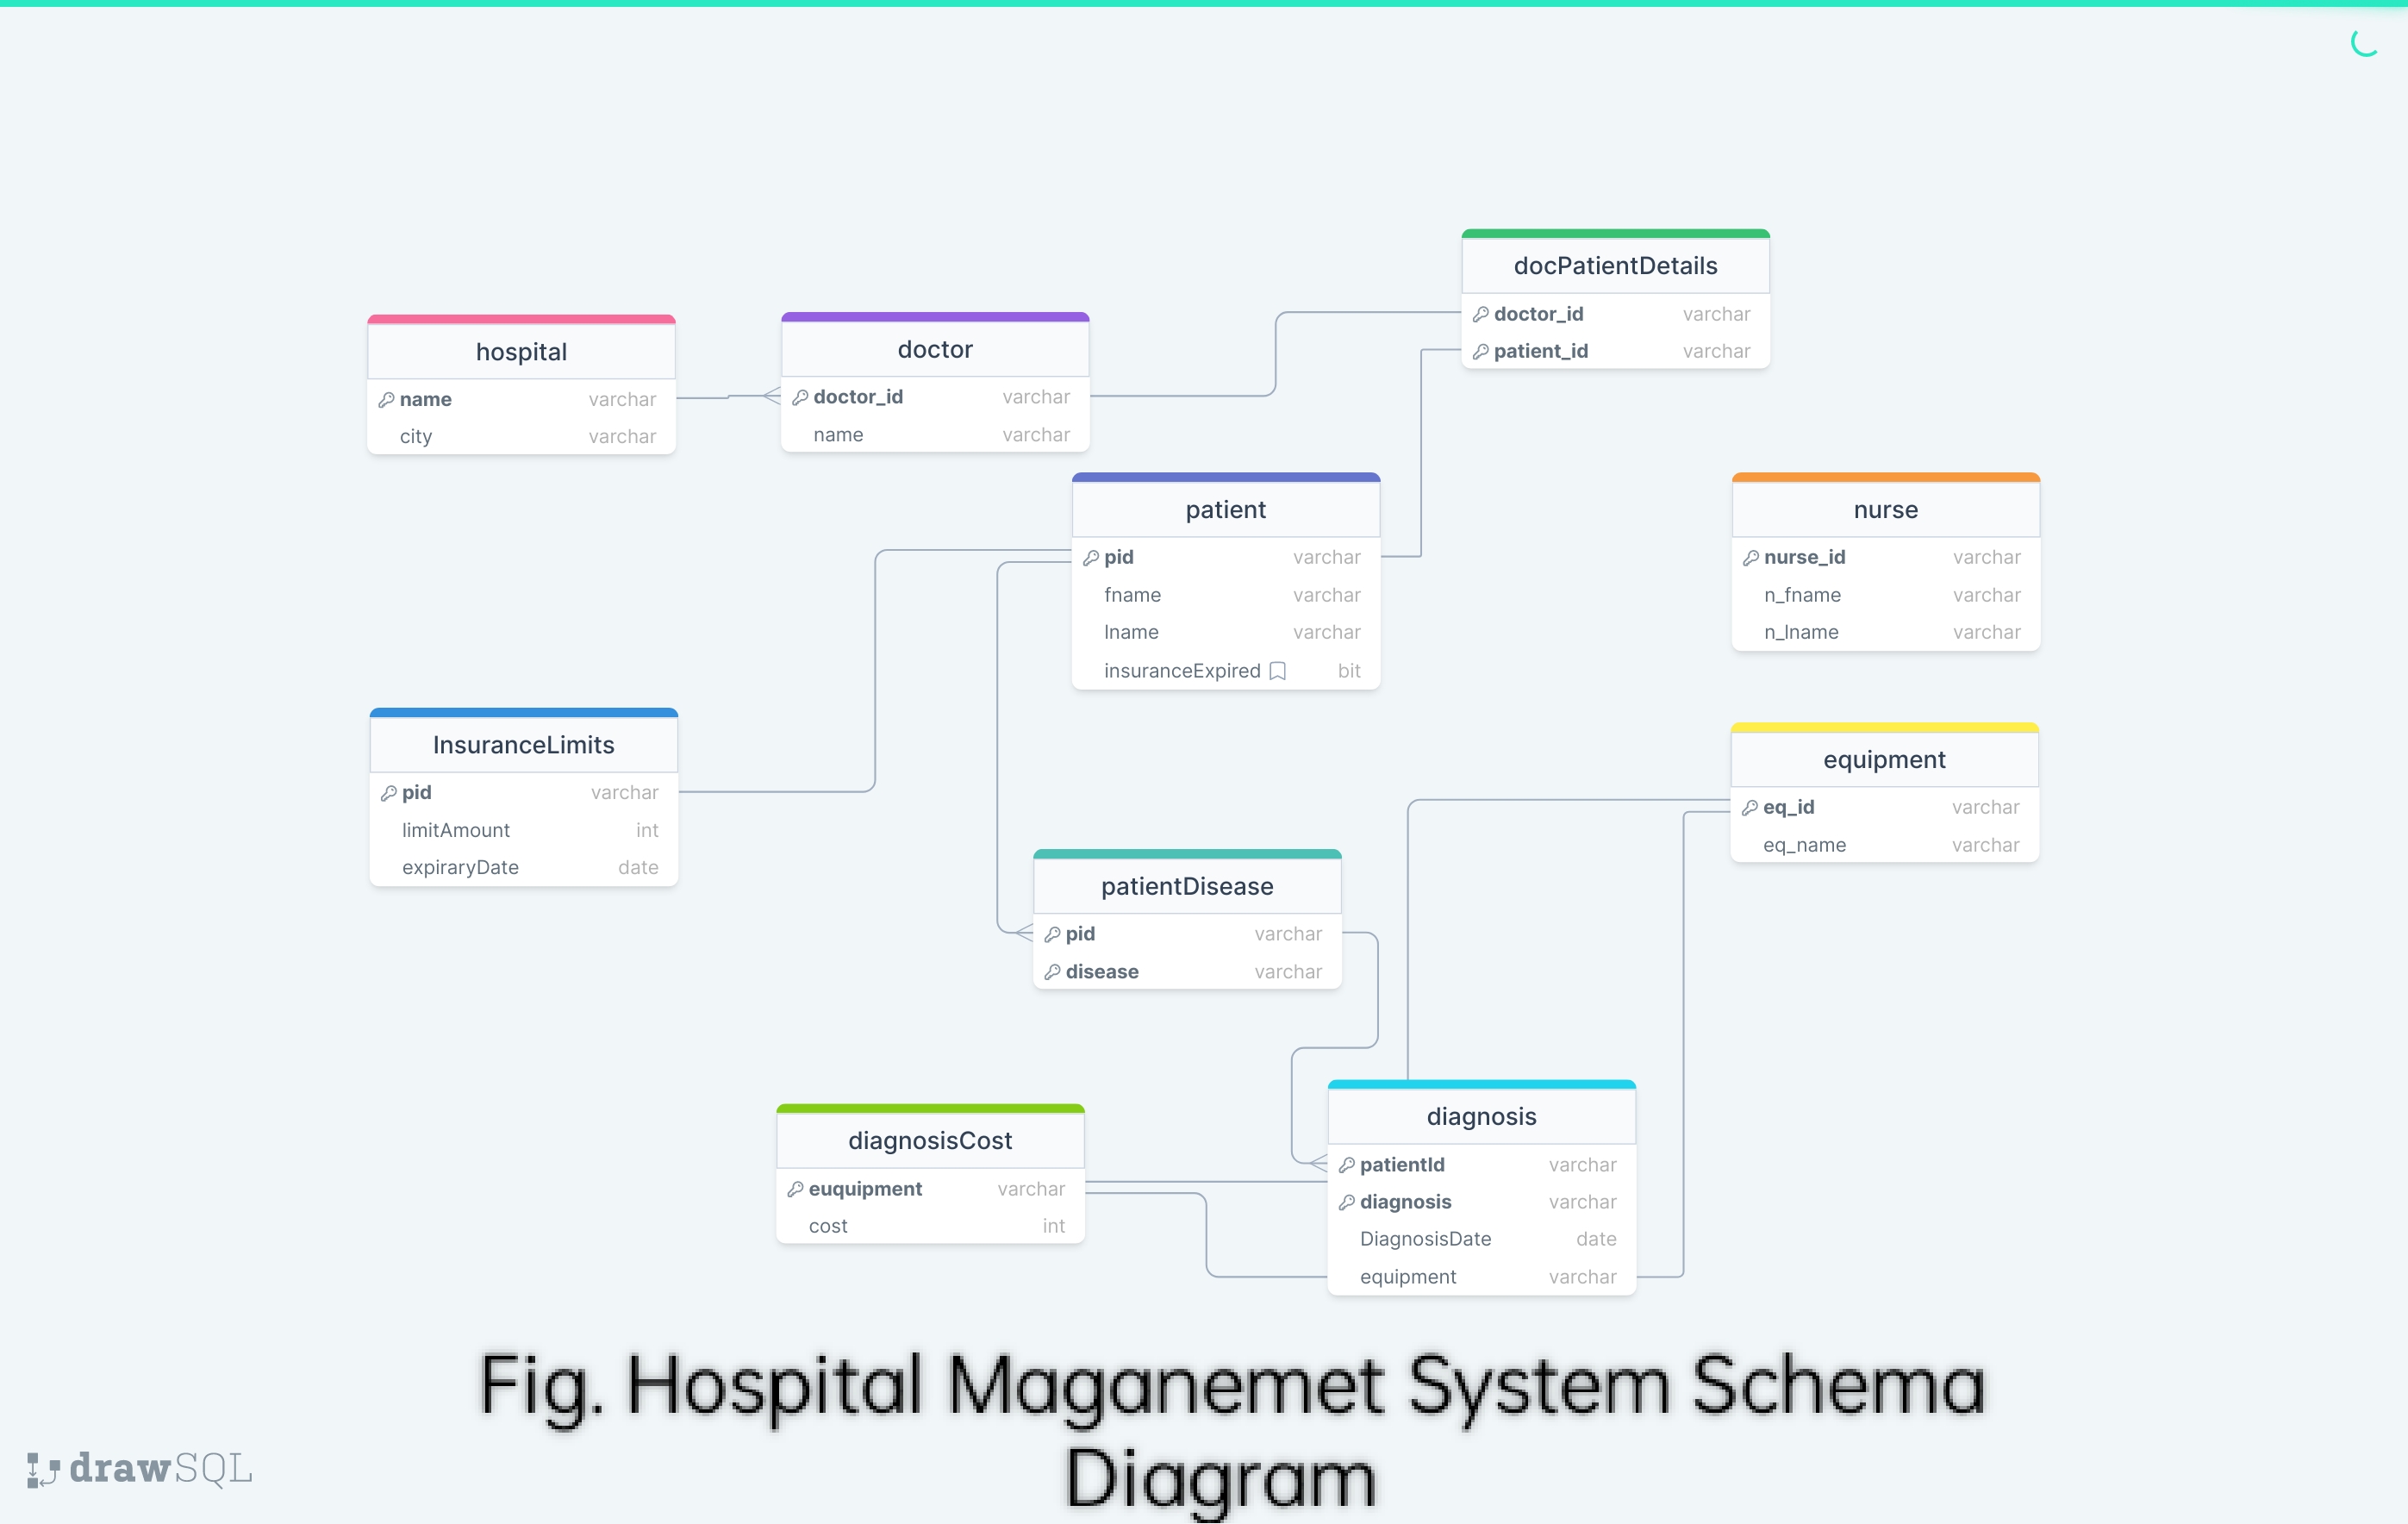 docPatientDetails
doctor_id varchar
patient_id varchar
hospital
name varchar
city varchar
doctor
doctor_id varchar
name varchar
patient
pid varchar
fname varchar
lname varchar
insuranceExpired bit
nurse
nurse_id varchar
n_fname varchar
n_lname varchar
InsuranceLimits
pid varchar
limitAmount int
expiraryDate date
equipment
eq_id varchar
eq_name varchar
patientDisease
pid varchar
disease varchar
diagnosisCost
euquipment varchar
cost int
diagnosis
patientId varchar
diagnosis varchar
DiagnosisDate date
equipment varchar
Fig. Hospital Maganemet System Schema
Diagram
drawSQL